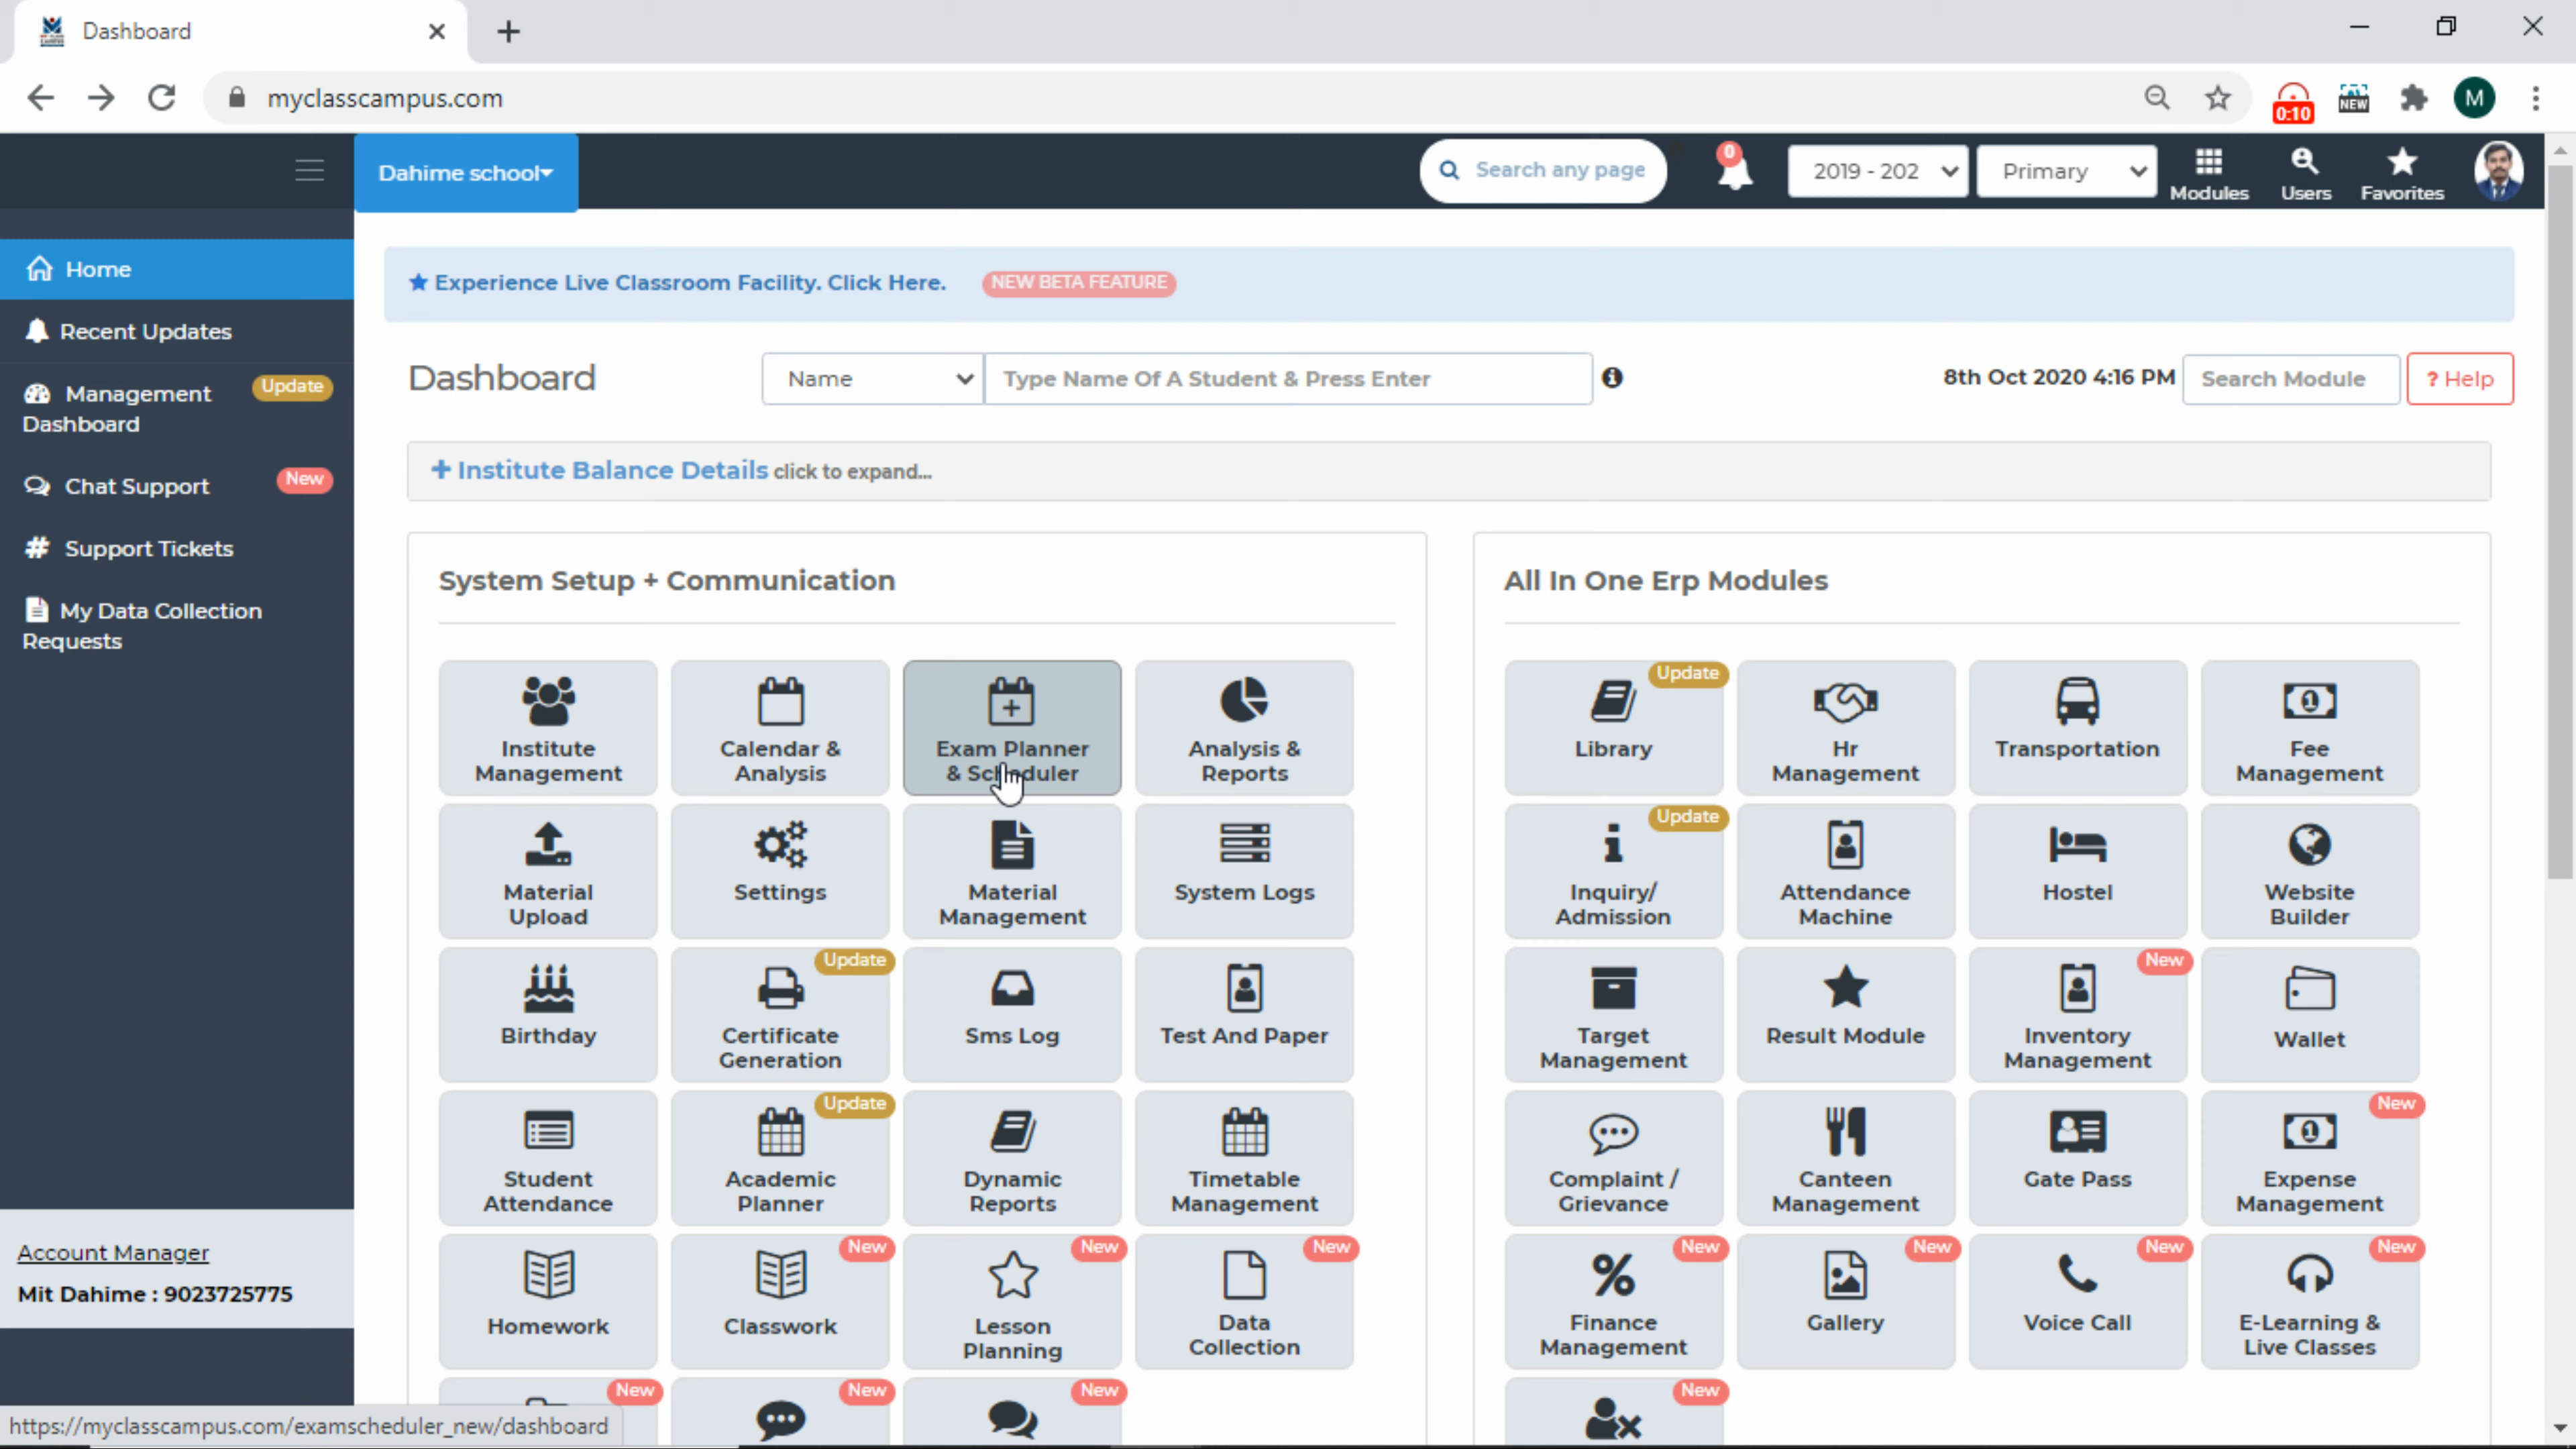 Dashboard
myclasscampus.com
0:10
NEW
M
Dahime school
Search any page
0
2019 - 202
Primary
Modules
Users
Favorites
Home
Recent Updates
Management
Dashboard
Update
Chat Support
New
Support Tickets
My Data Collection
Requests
Account Manager
Mit Dahime : 9023725775
Experience Live Classroom Facility. Click Here.
NEW BETA FEATURE
Dashboard
Name
Type Name Of A Student & Press Enter
8th Oct 2020 4:16 PM
Search Module
? Help
+ Institute Balance Details click to expand...
System Setup + Communication
Institute
Management
Calendar &
Analysis
Exam Planner
& Scheduler
Analysis &
Reports
Material
Upload
Settings
Material
Management
System Logs
Birthday
Update
Certificate
Generation
Sms Log
Test And Paper
Student
Attendance
Update
Academic
Planner
Dynamic
Reports
Timetable
Management
Homework
New
Classwork
New
Lesson
Planning
New
Data
Collection
New
New
New
All In One Erp Modules
Update
Library
Hr
Management
Transportation
Fee
Management
Update
Inquiry/
Admission
Attendance
Machine
Hostel
Website
Builder
Target
Management
Result Module
New
Inventory
Management
Wallet
Complaint /
Grievance
Canteen
Management
Gate Pass
New
Expense
Management
New
Finance
Management
New
Gallery
New
Voice Call
New
E-Learning &
Live Classes
New
https://myclasscampus.com/examscheduler_new/dashboard